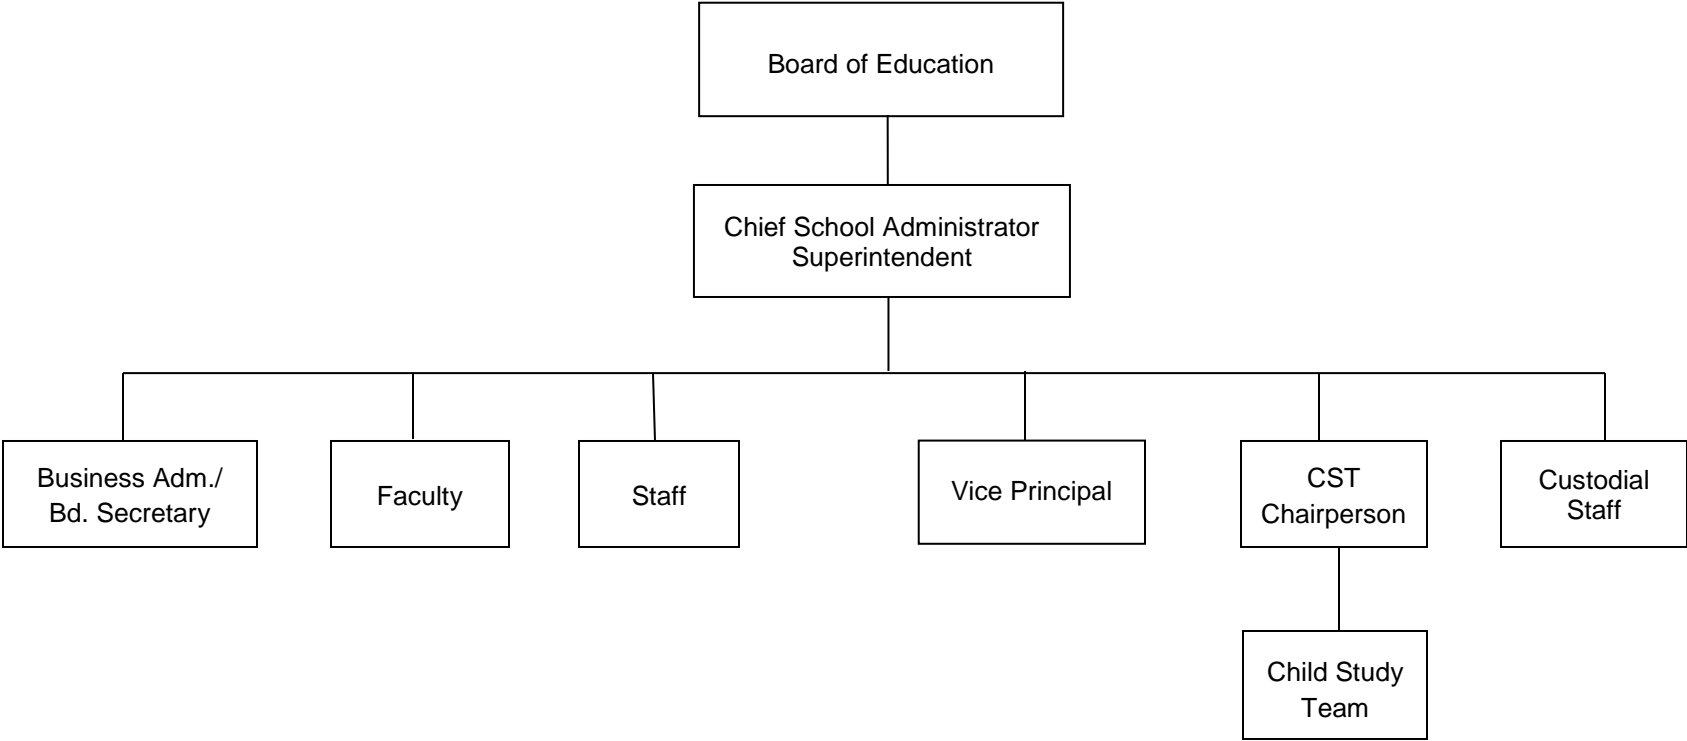 Board of Education
Chief School Administrator
Superintendent
Business Adm./
Bd. Secretary
Faculty
Staff
Vice Principal
CST
Chairperson
Custodial
Staff
Child Study
Team